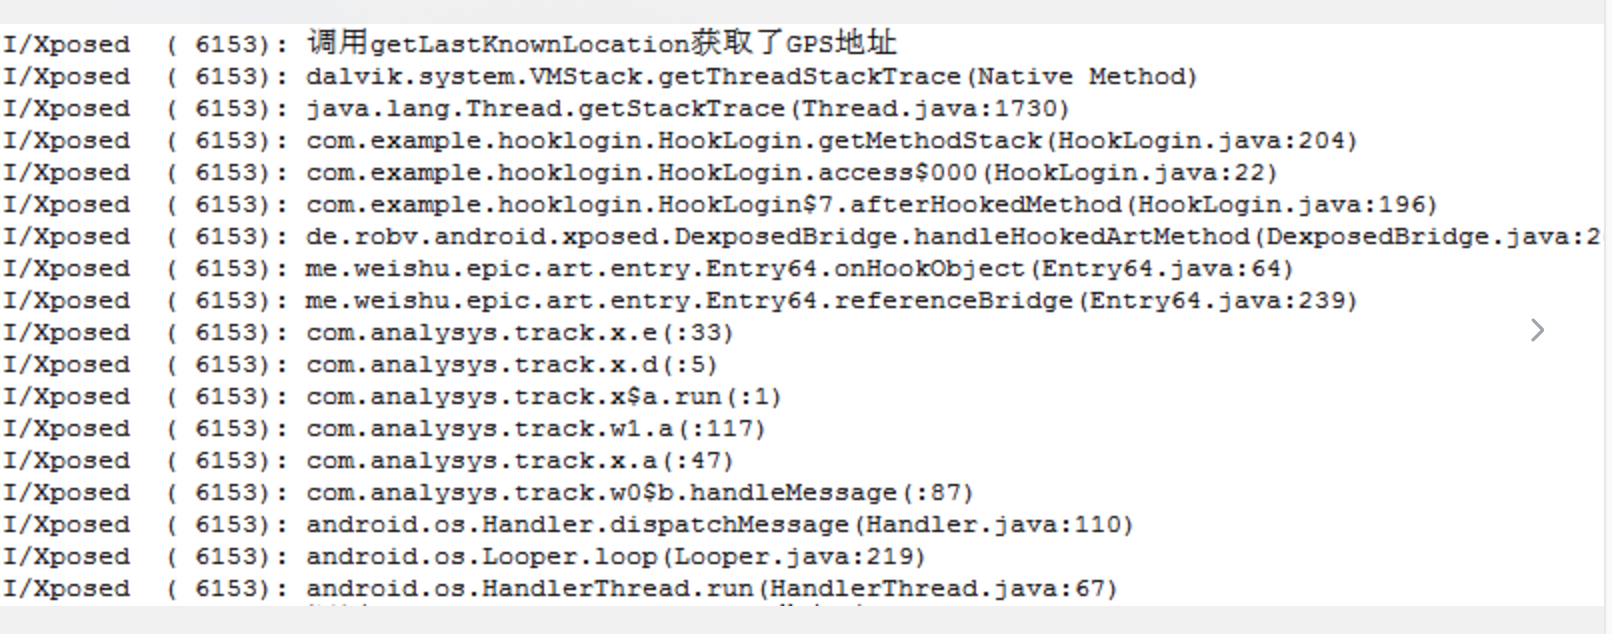 I/Xposed  ( 6153): 调用getLastKnownLocation获取了GPS地址
I/Xposed  ( 6153): dalvik.system.VMStack.getThreadStackTrace(Native Method)
I/Xposed  ( 6153): java.lang.Thread.getStackTrace(Thread.java:1730)
I/Xposed  ( 6153): com.example.hooklogin.HookLogin.getMethodStack(HookLogin.java:204)
I/Xposed  ( 6153): com.example.hooklogin.HookLogin.access$000(HookLogin.java:22)
I/Xposed  ( 6153): com.example.hooklogin.HookLogin$7.afterHookedMethod(HookLogin.java:196)
I/Xposed  ( 6153): de.robv.android.xposed.DexposedBridge.handleHookedArtMethod(DexposedBridge.java:2
I/Xposed  ( 6153): me.weishu.epic.art.entry.Entry64.onHookObject(Entry64.java:64)
I/Xposed  ( 6153): me.weishu.epic.art.entry.Entry64.referenceBridge(Entry64.java:239)
I/Xposed  ( 6153): com.analysys.track.x.e(:33)
I/Xposed  ( 6153): com.analysys.track.x.d(:5)
I/Xposed  ( 6153): com.analysys.track.x$a.run(:1)
I/Xposed  ( 6153): com.analysys.track.w1.a(:117)
I/Xposed  ( 6153): com.analysys.track.x.a(:47)
I/Xposed  ( 6153): com.analysys.track.w0$b.handleMessage(:87)
I/Xposed  ( 6153): android.os.Handler.dispatchMessage(Handler.java:110)
I/Xposed  ( 6153): android.os.Looper.loop(Looper.java:219)
I/Xposed  ( 6153): android.os.HandlerThread.run(HandlerThread.java:67)